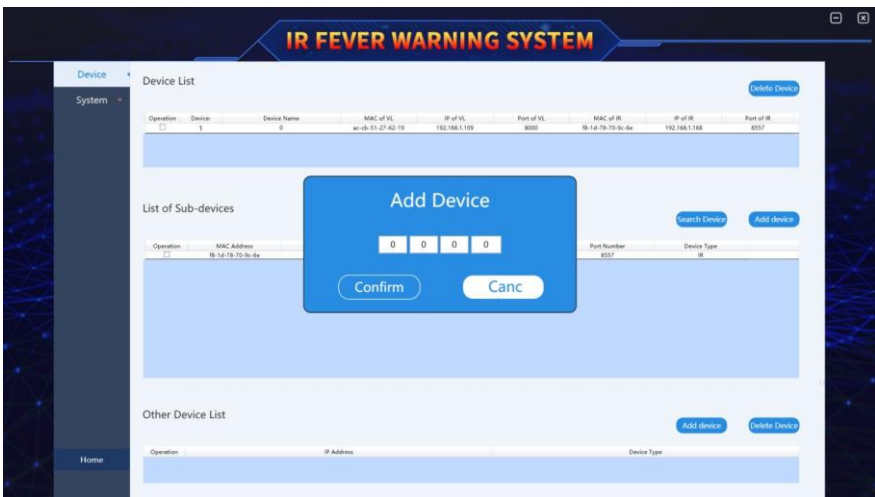 IR FEVER WARNING SYSTEM
Device
System
Home
Device List
Delete Device
Operation Device Device Name MAC of VL IP of VL Port of VL MAC of IR IP of IR Port of IR
1 0 ac-cb-51-27-62-19 192.168.1.109 8000 f8-1d-78-70-9c-6e 192.168.1.168 8557
List of Sub-devices
Search Device Add device
Operation MAC Address Port Number Device Type
f8-1d-78-70-9c-6e 8557 IR
Add Device
0 0 0 0
Confirm Canc
Other Device List
Add device Delete Device
Operation IP Address Device Type